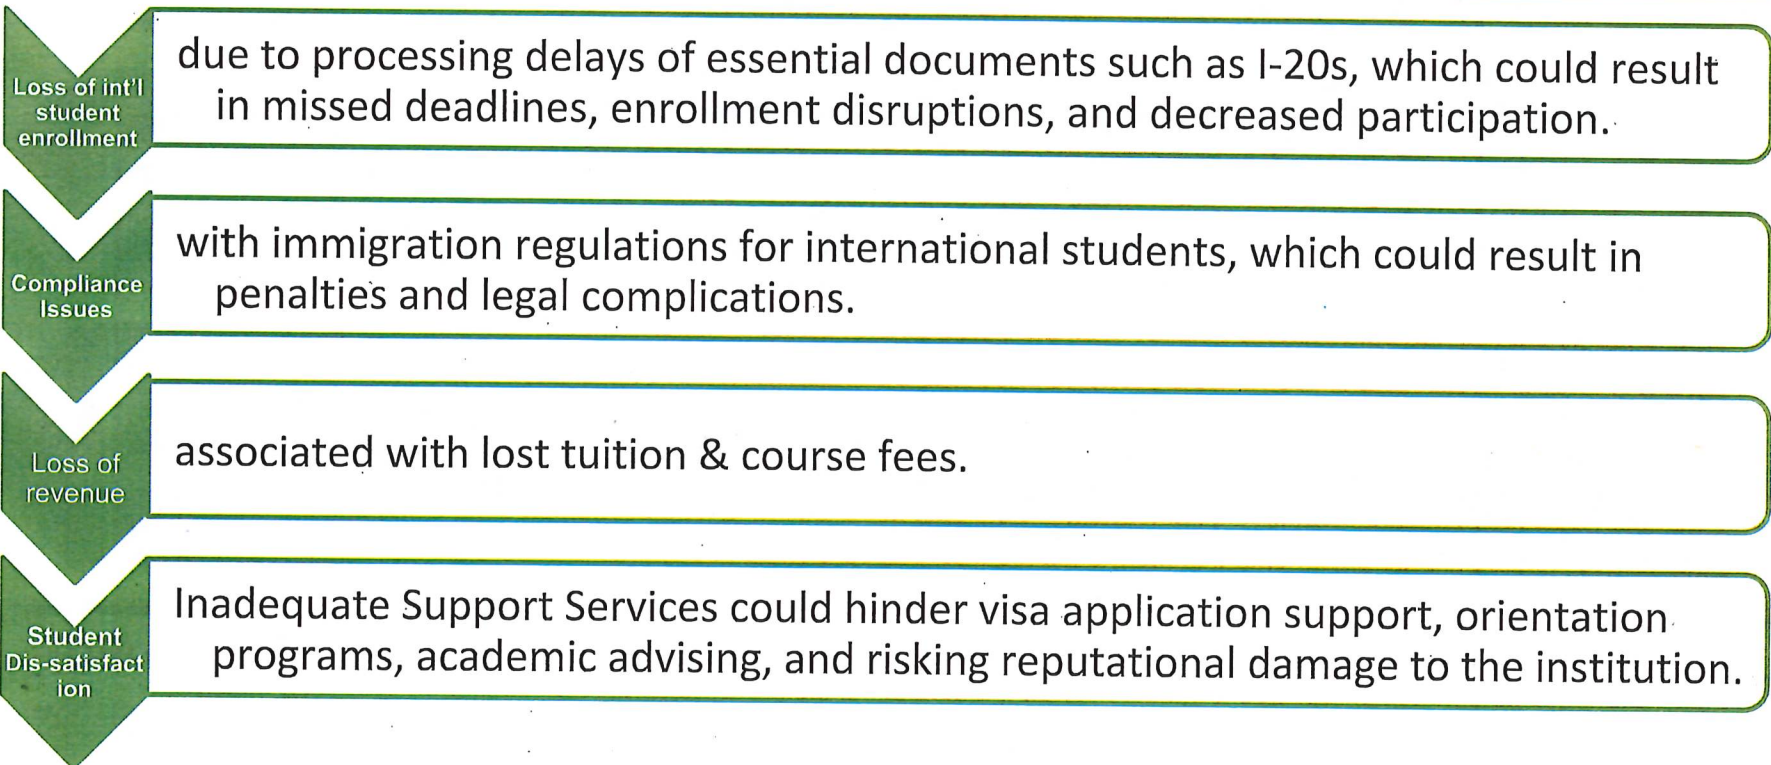 Loss of int'l
student
enrollment
due to processing delays of essential documents such as I-20s, which could result
in missed deadlines, enrollment disruptions, and decreased participation.
Compliance
Issues
with immigration regulations for international students, which could result in
penalties and legal complications.
Loss of
revenue
associated with lost tuition & course fees.
Student
Dis-satisfact
ion
Inadequate Support Services could hinder visa application support, orientation
programs, academic advising, and risking reputational damage to the institution.